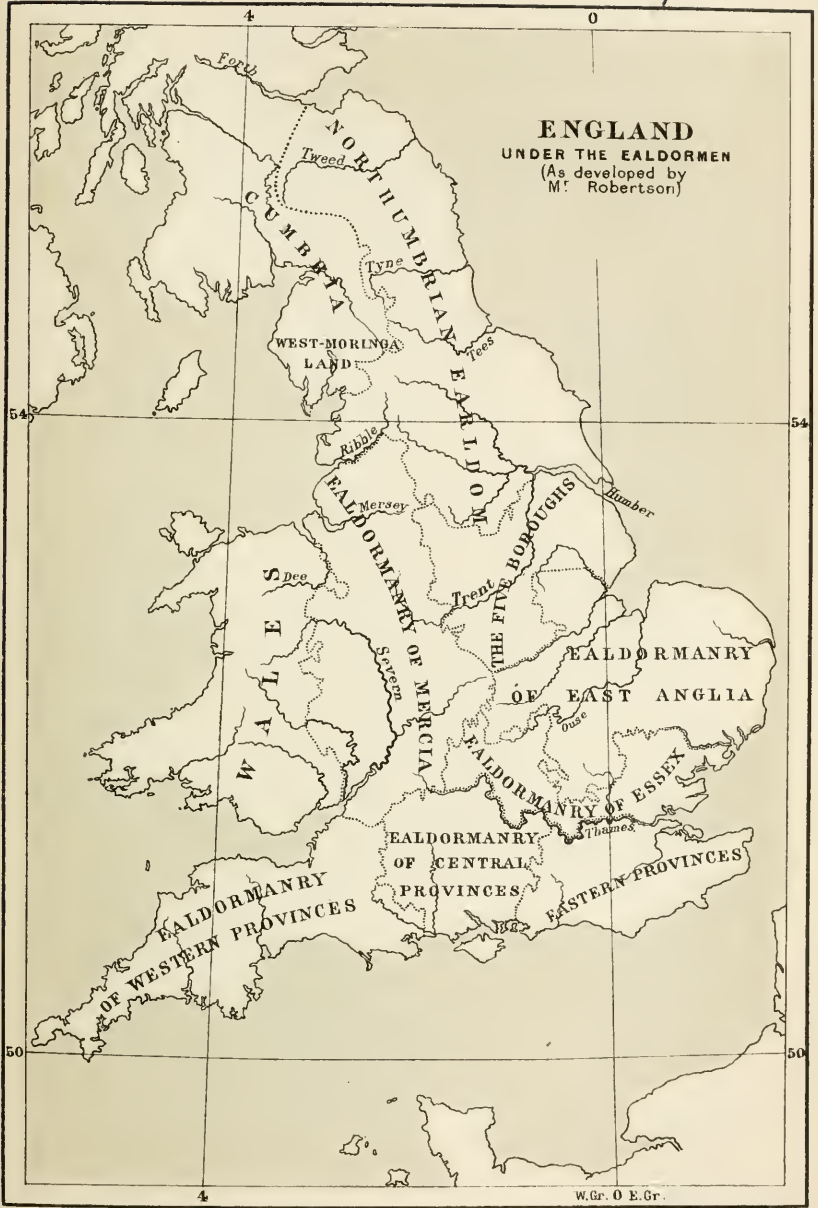 4
0
ENGLAND
UNDER THE EALDORMEN
(As developed by
Mr Robertson)
Forth
NORTHUMBRIAN EARLDOM
Tweed
CUMBRIA
Tyne
WEST-MORINGA
LAND
Tees
54
54
Ribble
Humber
EALDORMANRY OF MERCIA
Mersey
THE FIVE BOROUGHS
Dee
Trent
WALES
Severn
EALDORMANRY
OF EAST ANGLIA
Ouse
EALDORMANRY OF ESSEX
Thames
EALDORMANRY
OF CENTRAL
PROVINCES
EASTERN PROVINCES
EALDORMANRY
OF WESTERN PROVINCES
50
50
4
W.Gr. 0 E.Gr.